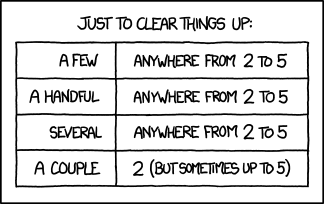 JUST TO CLEAR THINGS UP:
A FEW ANYWHERE FROM 2 TO 5
A HANDFUL ANYWHERE FROM 2 TO 5
SEVERAL ANYWHERE FROM 2 TO 5
A COUPLE 2 (BUT SOMETIMES UP TO 5)